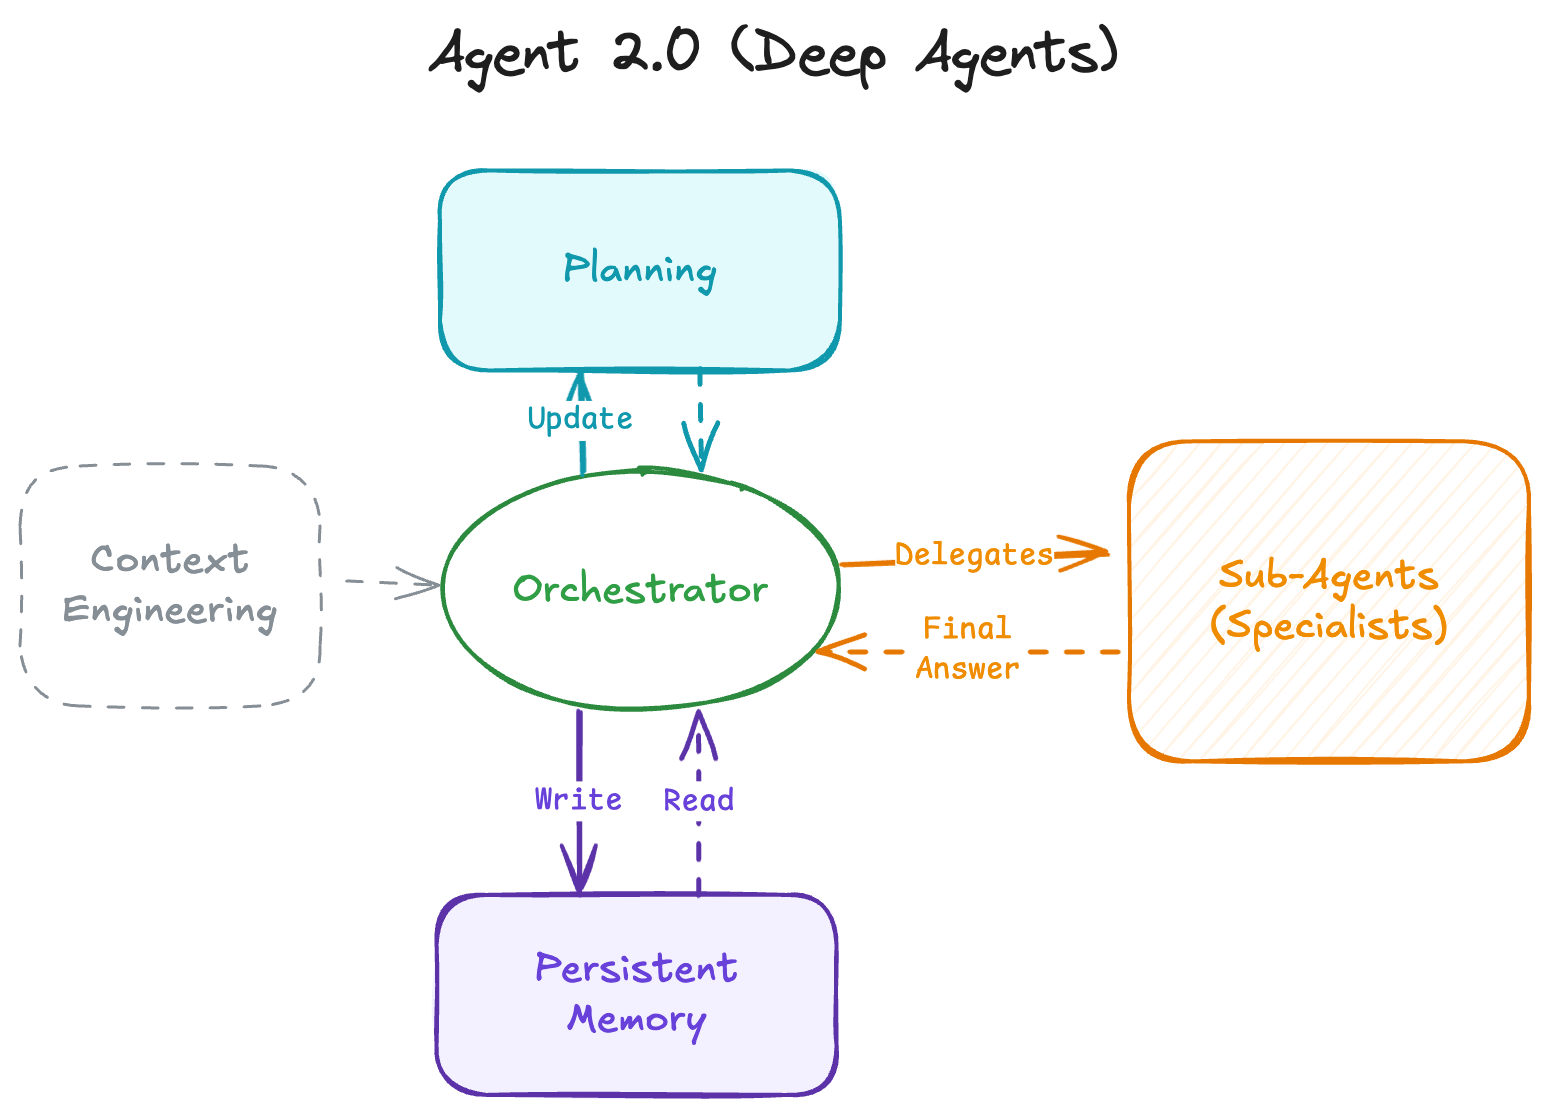 Agent 2.0 (Deep Agents)
Planning
Update
Context
Engineering
Orchestrator
Delegates
Final
Answer
Sub-Agents
(Specialists)
Write
Read
Persistent
Memory